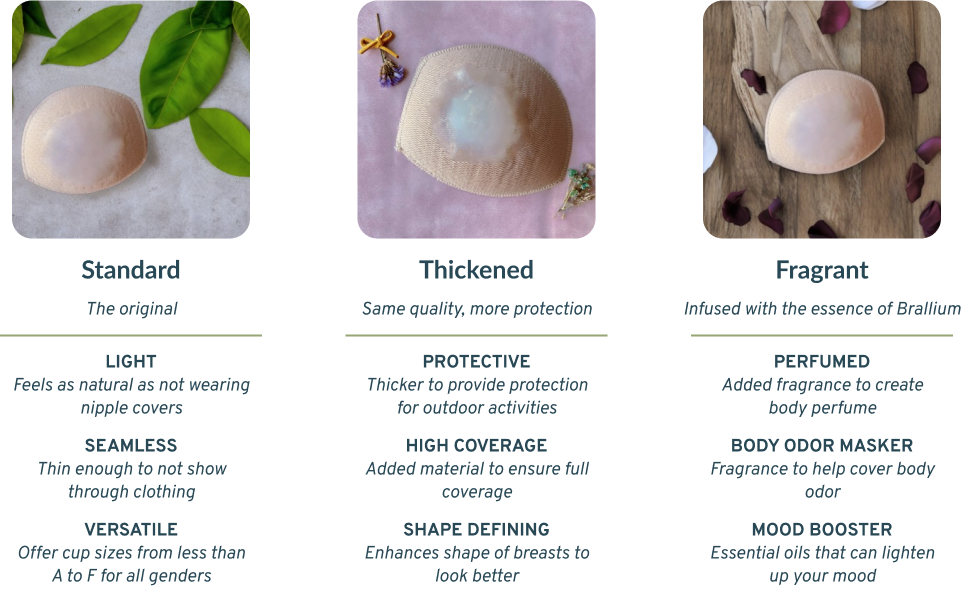 Standard
The original
LIGHT
Feels as natural as not wearing
nipple covers
SEAMLESS
Thin enough to not show
through clothing
VERSATILE
Offer cup sizes from less than
A to F for all genders
Thickened
Same quality, more protection
PROTECTIVE
Thicker to provide protection
for outdoor activities
HIGH COVERAGE
Added material to ensure full
coverage
SHAPE DEFINING
Enhances shape of breasts to
look better
Fragrant
Infused with the essence of Brallium
PERFUMED
Added fragrance to create
body perfume
BODY ODOR MASKER
Fragrance to help cover body
odor
MOOD BOOSTER
Essential oils that can lighten
up your mood